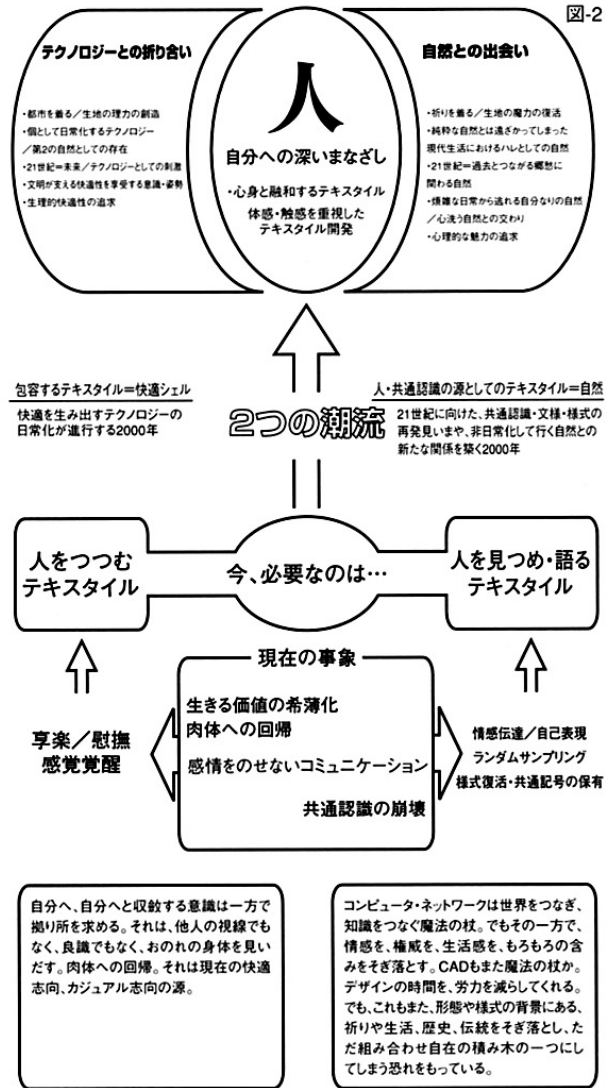 図-2
テクノロジーとの折り合い
・都市を着る／生地の理力の創造
・個として日常化するテクノロジー
／第2の自然としての存在
・21世紀＝未来／テクノロジーとしての刺激
・文明が支える快適性を享受する意識・姿勢
・生理的快適性の追求
人
自分への深いまなざし
・心身と融和するテキスタイル
体感・触感を重視した
テキスタイル開発
自然との出会い
・祈りを着る／生地の魔力の復活
・純粋な自然とは遠ざかってしまった
現代生活におけるハレとしての自然
・21世紀＝過去とつながる郷愁に
関わる自然
・煩雑な日常から逃れる自分なりの自然
／心洗う自然との交わり
・心理的な魅力の追求
包容するテキスタイル＝快適シェル
快適を生み出すテクノロジーの
日常化が進行する2000年
2つの潮流
人・共通認識の源としてのテキスタイル＝自然
21世紀に向けた、共通認識・文様・様式の
再発見いまや、非日常化して行く自然との
新たな関係を築く2000年
人をつつむ
テキスタイル
今、必要なのは…
人を見つめ・語る
テキスタイル
現在の事象
生きる価値の希薄化
肉体への回帰
感情をのせないコミュニケーション
共通認識の崩壊
享楽／慰撫
感覚覚醒
情感伝達／自己表現
ランダムサンプリング
様式復活・共通記号の保有
自分へ、自分へと収斂する意識は一方で
拠り所を求める。それは、他人の視線でも
なく、良識でもなく、おのれの身体を見い
だす。肉体への回帰。それは現在の快適
志向、カジュアル志向の源。
コンピュータ・ネットワークは世界をつなぎ、
知識をつなぐ魔法の杖。でもその一方で、
情感を、権威を、生活感を、もろもろの含
みをそぎ落とす。CADもまた魔法の杖か。
デザインの時間を、労力を減らしてくれる。
でも、これもまた、形態や様式の背景にある、
祈りや生活、歴史、伝統をそぎ落とし、た
だ組み合わせ自在の積み木の一つにし
てしまう恐れをもっている。